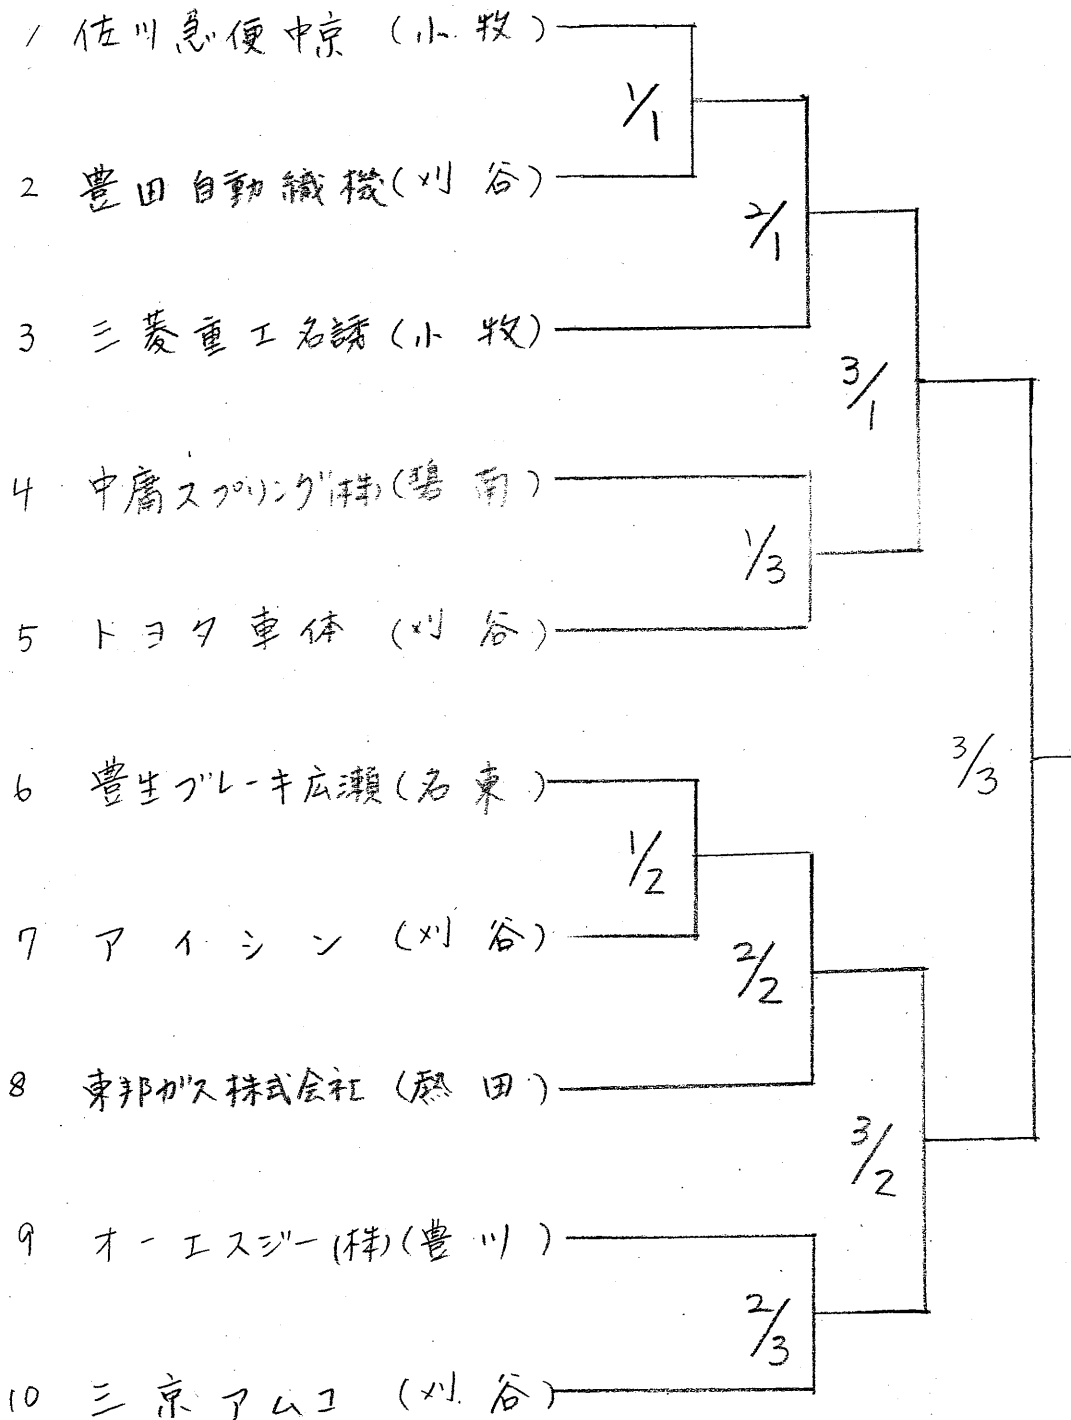 1 佐川急便中京 (小牧)
1/1
2 豊田自動織機 (刈谷)
2/1
3 三菱重工名誘 (小牧)
3/1
4 中庸スプリング(株) (碧南)
1/3
5 トヨタ車体 (刈谷)
3/3
6 豊生ブレーキ広瀬 (名東)
1/2
7 アイシン (刈谷)
2/2
8 東邦ガス株式会社 (熱田)
3/2
9 オーエスジー(株) (豊川)
2/3
10 三京アムコ (刈谷)